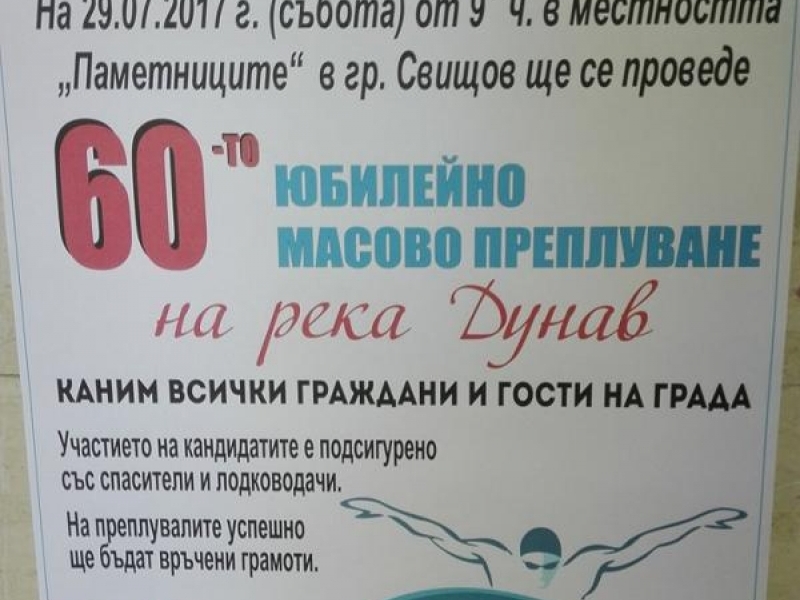 На 29.07.2017 г. (събота) от 9 ч. в местността
„Паметниците“ в гр. Свищов ще се проведе
60-то ЮБИЛЕЙНО
МАСОВО ПРЕПЛУВАНЕ
на река Дунав
КАНИМ ВСИЧКИ ГРАЖДАНИ И ГОСТИ НА ГРАДА
Участието на кандидатите е подсигурено
със спасители и лодководачи.
На преплувалите успешно
ще бъдат връчени грамоти.